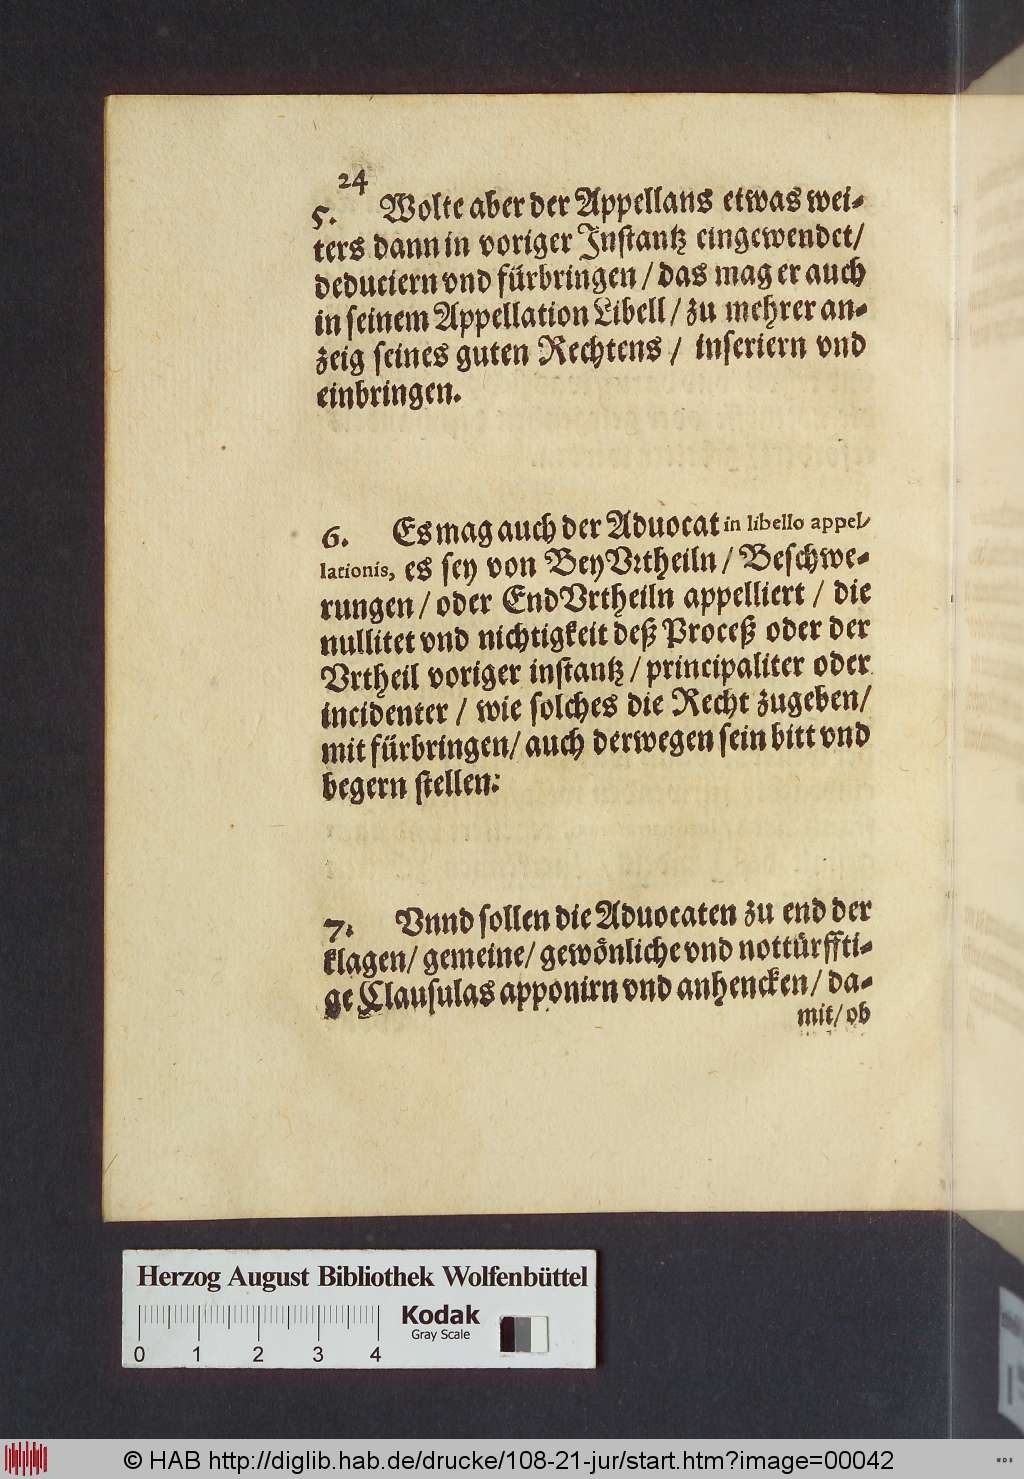 24
5. Wolte aber der Appellans etwas wei-
ters dann in voriger Instantz eingewendet/
deduciern vnd fürbringen / das mag er auch
in seinem Appellation Libell / zu mehrer an-
zeig seines guten Rechtens / inseriern vnd
einbringen.
6. Es mag auch der Aduocat in libello appel-
lationis, es sey von BeyVrtheiln / Beschwe-
rungen / oder EndVrtheiln appelliert / die
nullitet vnd nichtigkeit deß Proceß oder der
Vrtheil voriger instantz / principaliter oder
incidenter / wie solches die Recht zugeben/
mit fürbringen/ auch derwegen sein bitt vnd
begern stellen:
7. Vnnd sollen die Aduocaten zu end der
klagen/ gemeine/ gewönliche vnd nottürffti-
ge Clausulas apponirn vnd anhencken/ da-
mit/ ob
Herzog August Bibliothek Wolfenbüttel
Kodak
Gray Scale
0 1 2 3 4
© HAB http://diglib.hab.de/drucke/108-21-jur/start.htm?image=00042